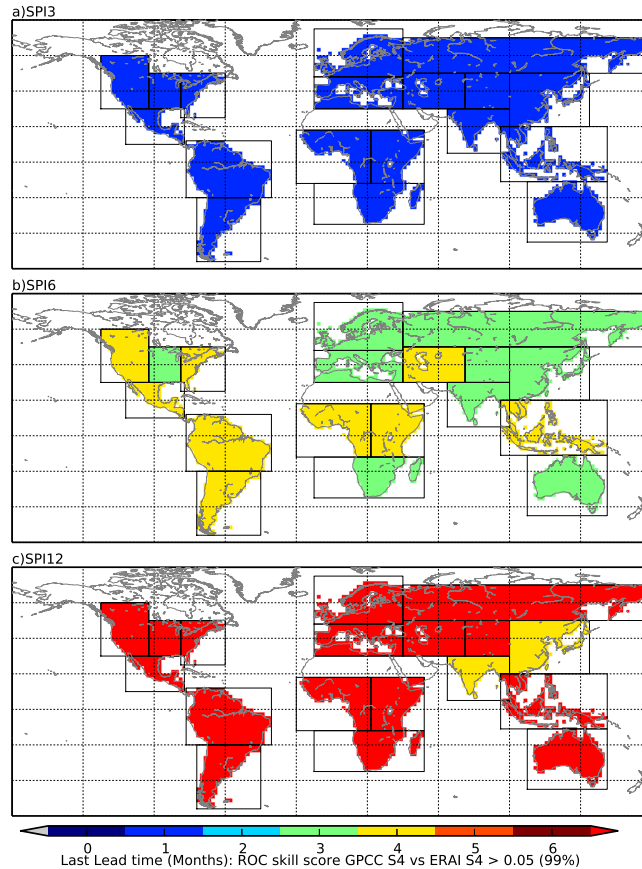 a)SPI3
b)SPI6
c)SPI12
0 1 2 3 4 5 6
Last Lead time (Months): ROC skill score GPCC S4 vs ERAI S4 > 0.05 (99%)